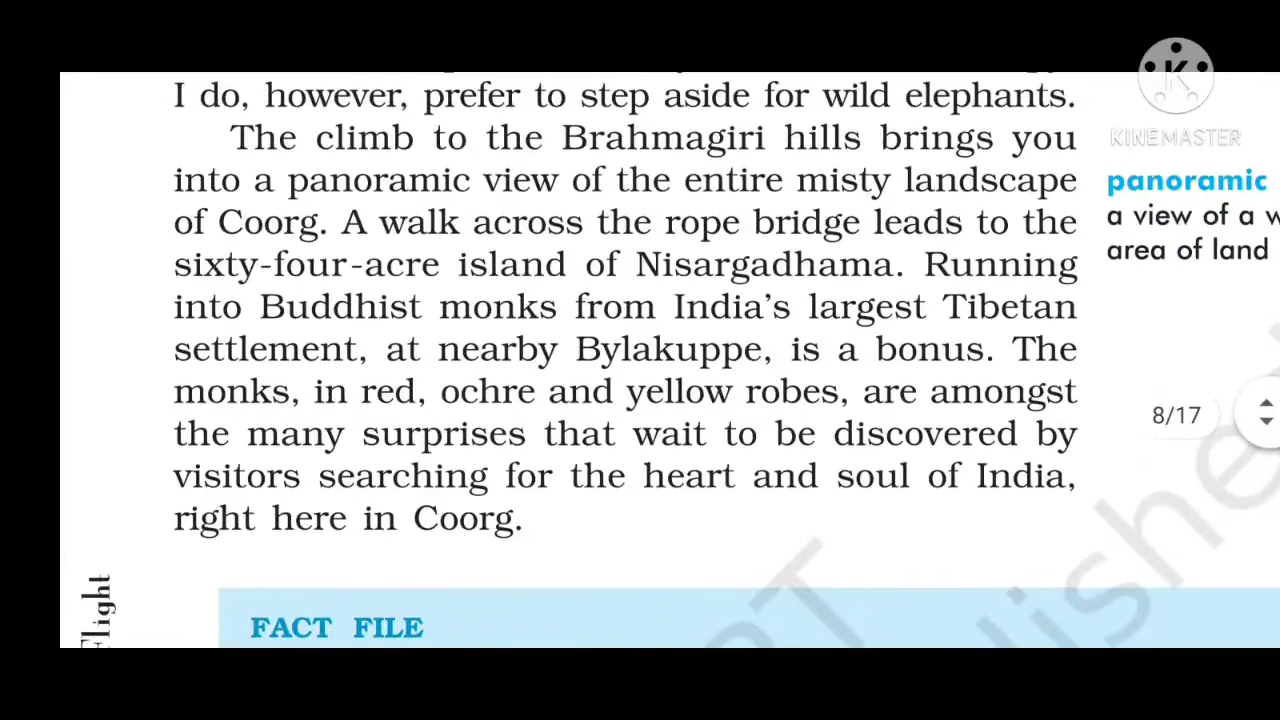 I do, however, prefer to step aside for wild elephants.
The climb to the Brahmagiri hills brings you
into a panoramic view of the entire misty landscape
of Coorg. A walk across the rope bridge leads to the
sixty-four-acre island of Nisargadhama. Running
into Buddhist monks from India's largest Tibetan
settlement, at nearby Bylakuppe, is a bonus. The
monks, in red, ochre and yellow robes, are amongst
the many surprises that wait to be discovered by
visitors searching for the heart and soul of India,
right here in Coorg.
K
KINEMASTER
panoramic
a view of a
area of land
8/17
Flight
FACT FILE